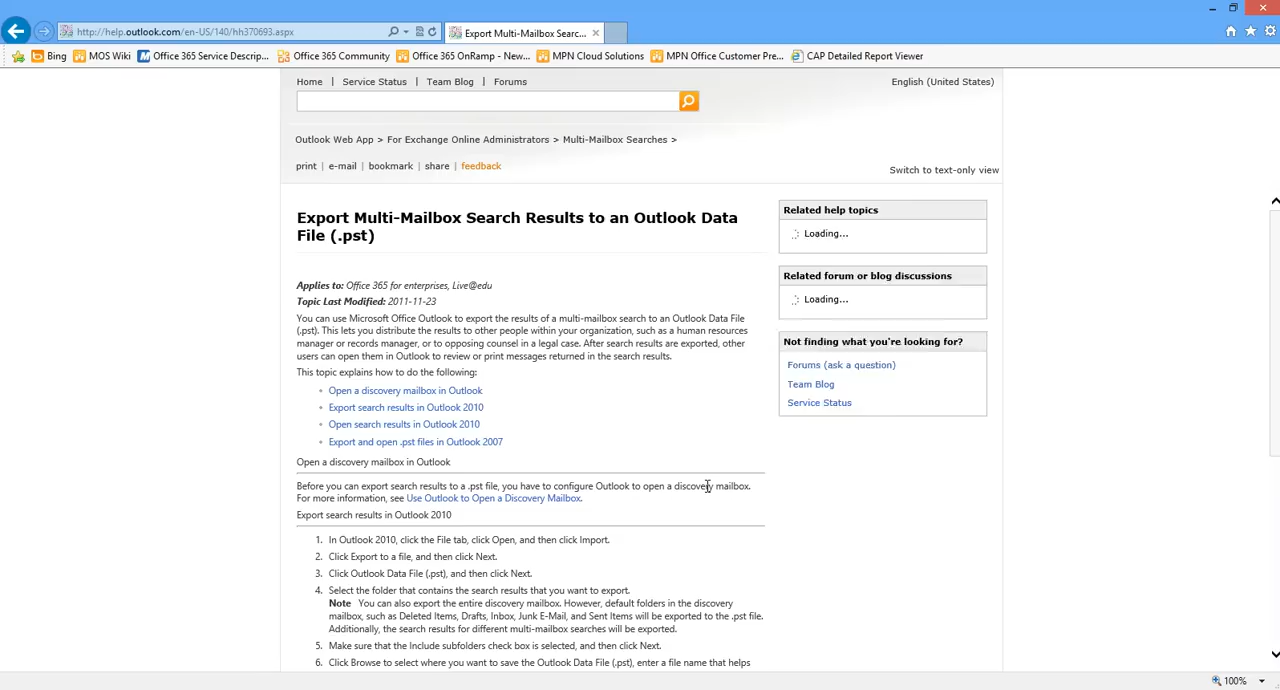 http://help.outlook.com/en-US/140/hh370693.aspx
Export Multi-Mailbox Searc...
Bing
MOS Wiki
Office 365 Service Descrip...
Office 365 Community
Office 365 OnRamp - New...
MPN Cloud Solutions
MPN Office Customer Pre...
CAP Detailed Report Viewer
Home | Service Status | Team Blog | Forums
English (United States)
Outlook Web App > For Exchange Online Administrators > Multi-Mailbox Searches >
print | e-mail | bookmark | share | feedback
Switch to text-only view
Export Multi-Mailbox Search Results to an Outlook Data
File (.pst)
Applies to: Office 365 for enterprises, Live@edu
Topic Last Modified: 2011-11-23
You can use Microsoft Office Outlook to export the results of a multi-mailbox search to an Outlook Data File
(.pst). This lets you distribute the results to other people within your organization, such as a human resources
manager or records manager, or to opposing counsel in a legal case. After search results are exported, other
users can open them in Outlook to review or print messages returned in the search results.
This topic explains how to do the following:
• Open a discovery mailbox in Outlook
• Export search results in Outlook 2010
• Open search results in Outlook 2010
• Export and open .pst files in Outlook 2007
Open a discovery mailbox in Outlook
Before you can export search results to a .pst file, you have to configure Outlook to open a discovery mailbox.
For more information, see Use Outlook to Open a Discovery Mailbox.
Export search results in Outlook 2010
1. In Outlook 2010, click the File tab, click Open, and then click Import.
2. Click Export to a file, and then click Next.
3. Click Outlook Data File (.pst), and then click Next.
4. Select the folder that contains the search results that you want to export.
Note You can also export the entire discovery mailbox. However, default folders in the discovery
mailbox, such as Deleted Items, Drafts, Inbox, Junk E-Mail, and Sent Items will be exported to the .pst file.
Additionally, the search results for different multi-mailbox searches will be exported.
5. Make sure that the Include subfolders check box is selected, and then click Next.
6. Click Browse to select where you want to save the Outlook Data File (.pst), enter a file name that helps
Related help topics
Loading...
Related forum or blog discussions
Loading...
Not finding what you're looking for?
Forums (ask a question)
Team Blog
Service Status
100%